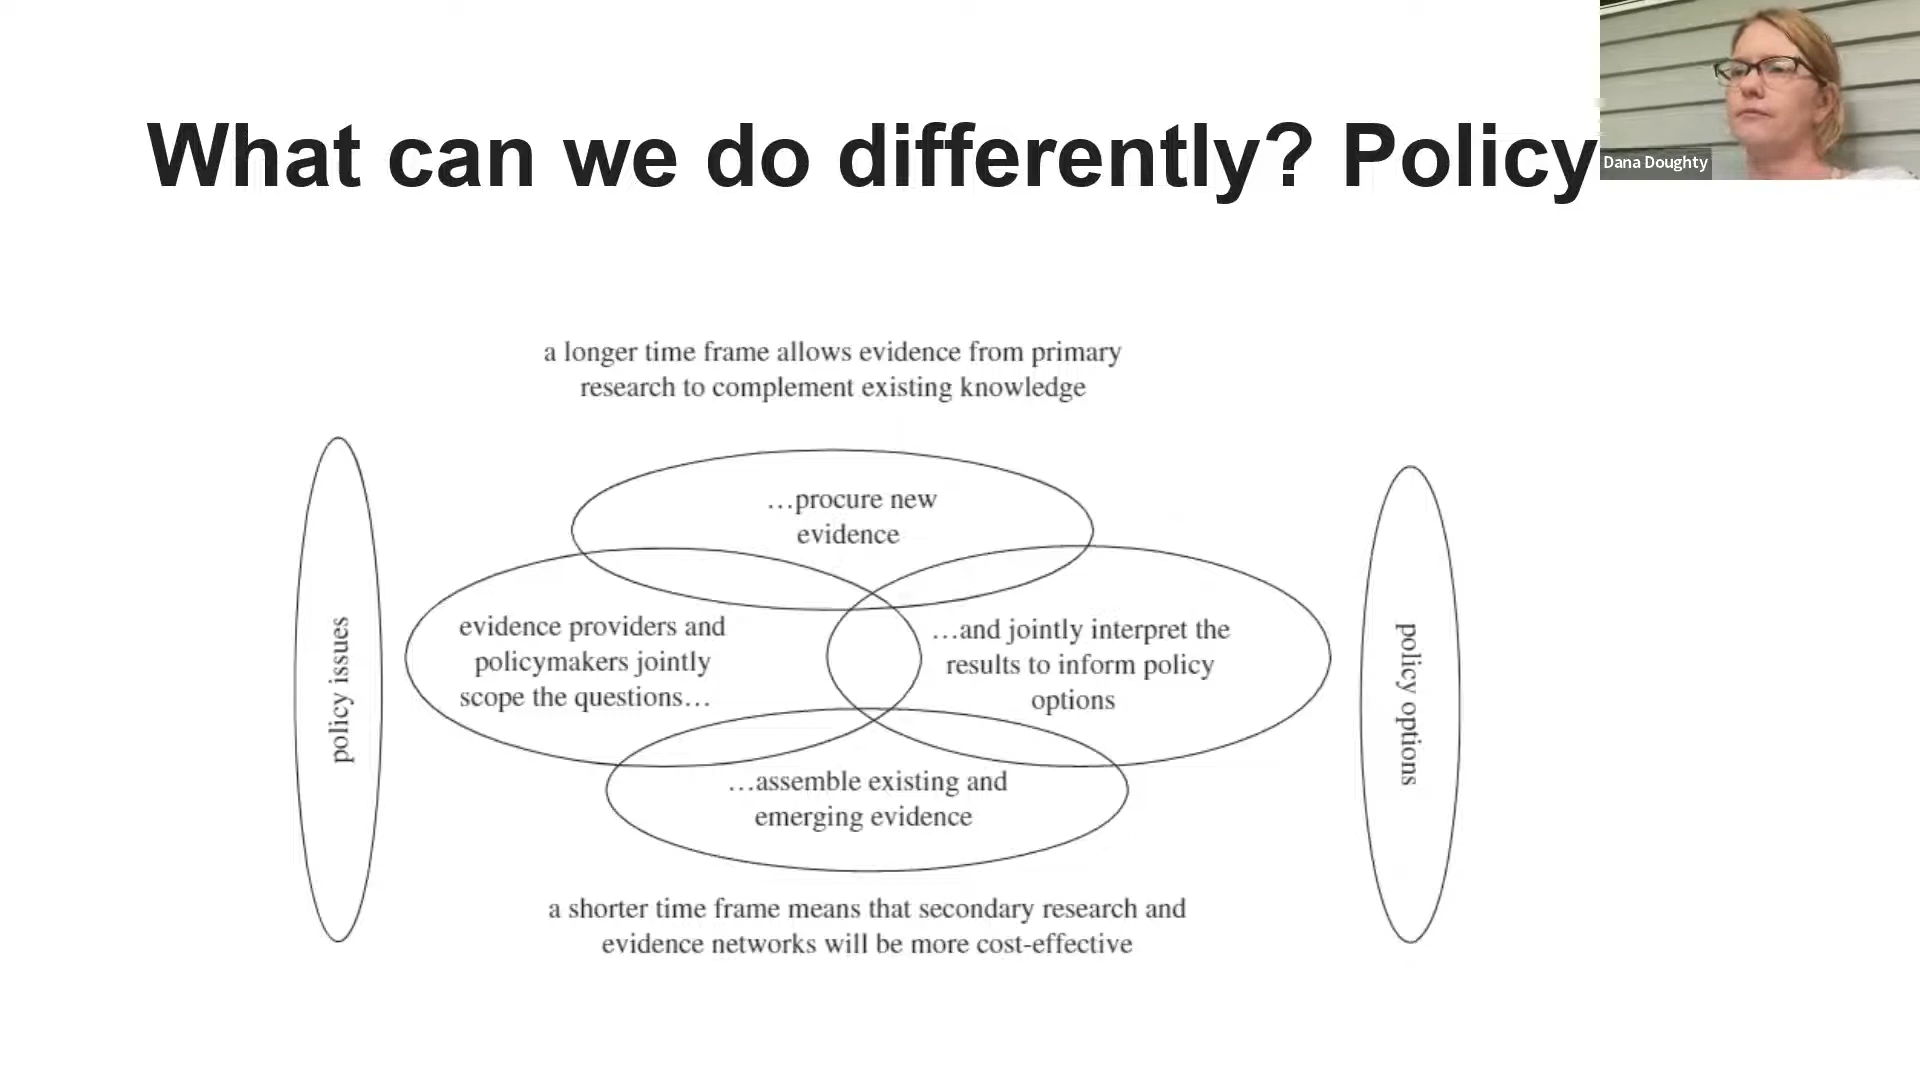 What can we do differently? Policy
Dana Doughty
a longer time frame allows evidence from primary
research to complement existing knowledge
…procure new
evidence
policy issues
evidence providers and
policymakers jointly
scope the questions…
…and jointly interpret the
results to inform policy
options
policy options
…assemble existing and
emerging evidence
a shorter time frame means that secondary research and
evidence networks will be more cost-effective